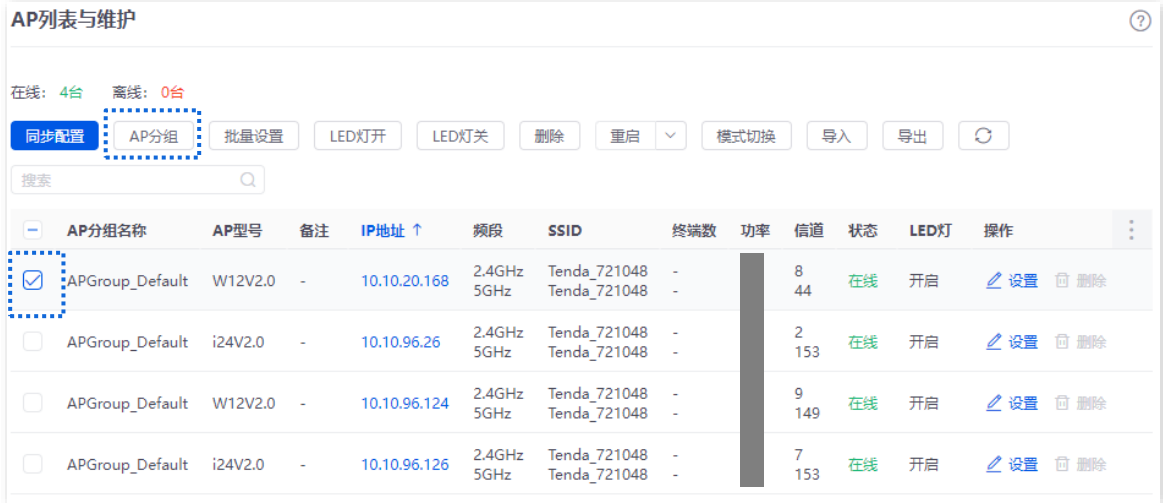 AP列表与维护
在线： 4台 离线： 0台
同步配置 AP分组 批量设置 LED灯开 LED灯关 删除 重启 模式切换 导入 导出
搜索
AP分组名称 AP型号 备注 IP地址 ↑ 频段 SSID 终端数 功率 信道 状态 LED灯 操作
APGroup_Default W12V2.0 - 10.10.20.168 2.4GHz Tenda_721048 - 8 在线 开启 设置 删除
5GHz Tenda_721048 - 44
APGroup_Default i24V2.0 - 10.10.96.26 2.4GHz Tenda_721048 - 2 在线 开启 设置 删除
5GHz Tenda_721048 - 153
APGroup_Default W12V2.0 - 10.10.96.124 2.4GHz Tenda_721048 - 9 在线 开启 设置 删除
5GHz Tenda_721048 - 149
APGroup_Default i24V2.0 - 10.10.96.126 2.4GHz Tenda_721048 - 7 在线 开启 设置 删除
5GHz Tenda_721048 - 153